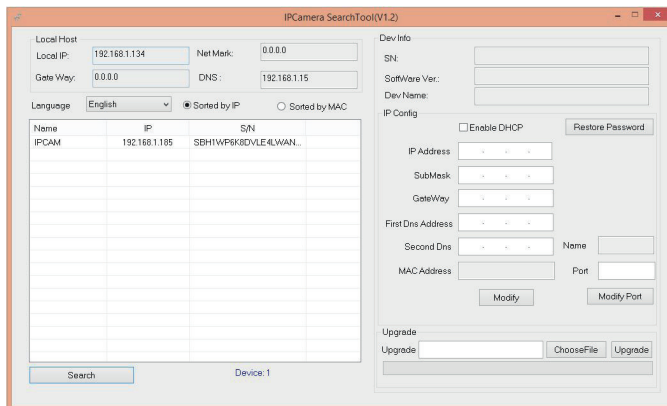 IPCamera SearchTool(V1.2)
Local Host
Local IP: 192.168.1.134 Net Mark: 0.0.0.0
Gate Way: 0.0.0.0 DNS : 192.168.1.15
Language English Sorted by IP Sorted by MAC
Name IP S/N
IPCAM 192.168.1.185 SBH1WP6K8DVLE4LWAN...
Search Device: 1
Dev Info
SN:
SoftWare Ver.:
Dev Name:
IP Config
Enable DHCP Restore Password
IP Address . . .
SubMask . . .
GateWay . . .
First Dns Address . . .
Second Dns . . . Name
MAC Address Port
Modify Modify Port
Upgrade
Upgrade ChooseFile Upgrade